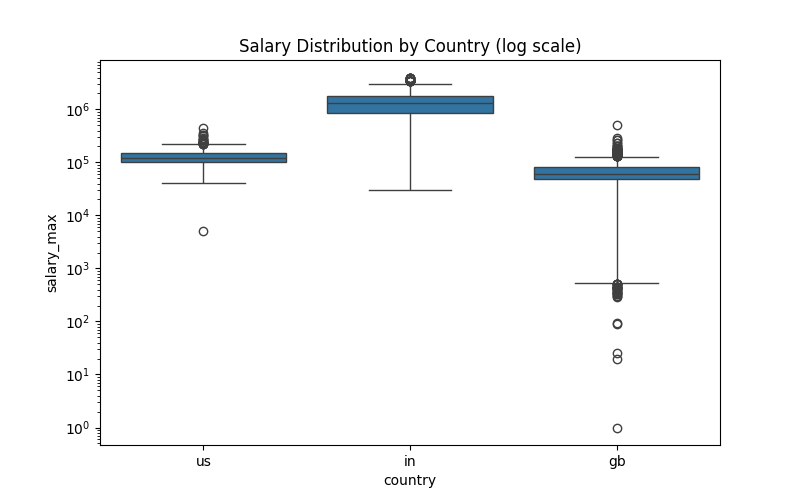 Salary Distribution by Country (log scale)
salary_max
10⁶
10⁵
10⁴
10³
10²
10¹
10⁰
us in gb
country